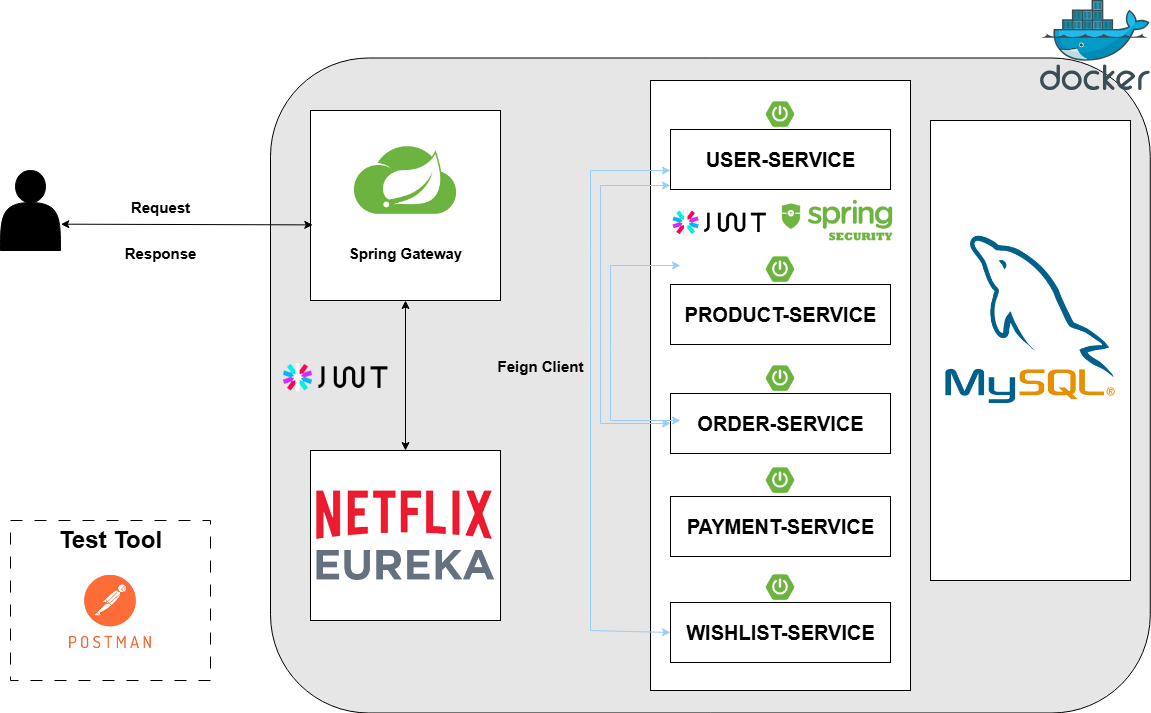 docker
Request
Response
Spring Gateway
JWT
NETFLIX
EUREKA
Test Tool
POSTMAN
Feign Client
USER-SERVICE
JWT
spring
SECURITY
PRODUCT-SERVICE
ORDER-SERVICE
PAYMENT-SERVICE
WISHLIST-SERVICE
MySQL®